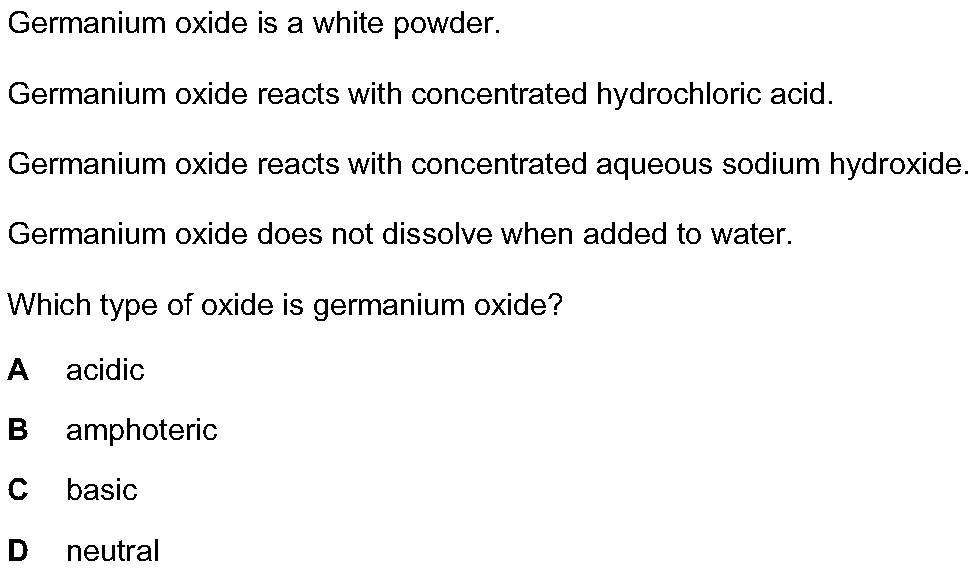 Germanium oxide is a white powder.
Germanium oxide reacts with concentrated hydrochloric acid.
Germanium oxide reacts with concentrated aqueous sodium hydroxide.
Germanium oxide does not dissolve when added to water.
Which type of oxide is germanium oxide?
A acidic
B amphoteric
C basic
D neutral